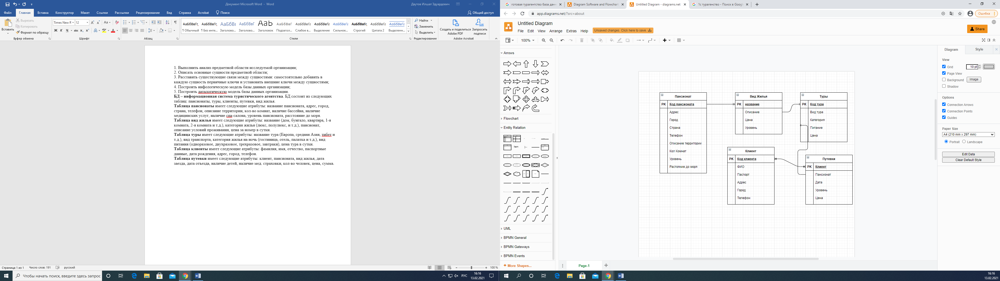 Документ Microsoft Word - Word
Даутов Илшат Эдуардович
Файл Главная Вставка Конструктор Макет Ссылки Рассылки Рецензирование Вид Справка Acrobat Поиск Общий доступ
Вставить
Вырезать
Копировать
Формат по образцу
Буфер обмена
Times New R 12
Ж К Ч abc x₂ x²
Шрифт
Абзац
АаБбВвГг, АаБбВвГг, АаБбВı АаБбВвГ АаЬ АаБбВвГ АаБбВвГг АаБбВвГг АаБбВвГг АаБбВвГг, АаБбВвГг АаБбВвГг
¶ Обычный ¶ Без инте... Заголово... Заголово... Заголовок Подзагол... Слабое в... Выделение Сильное... Строгий Цитата 2 Выделенн...
Стили
Найти
Заменить
Выделить
Редактирование
Создать и поделиться Adobe PDF
Запросить подписи
Adobe Acrobat
1. Выполнить анализ предметной области исследуемой организации;
2. Описать основные сущности предметной области;
3. Расставить существующие связи между сущностями: самостоятельно добавить в
каждую сущность первичные ключи и установить внешние ключи между сущностями;
4. Построить инфологическую модель базы данных организации;
5. Построить даталогическую модель базы данных организации.
БД – информационная система туристического агентства. БД состоит из следующих
таблиц: пансионаты, туры, клиенты, путевки, вид жилья.
Таблица пансионаты имеет следующие атрибуты: название пансионата, адрес, город,
страна, телефон, описание территории, кол-во комнат, наличие бассейна, наличие
медицинских услуг, наличие спа-салона, уровень пансионата, расстояние до моря.
Таблица вид жилья имеет следующие атрибуты: название (дом, бунгало, квартира, 1-я
комната, 2-я комната и т.д.), категория жилья (люкс, полулюкс, и т.д.), пансионат,
описание условий проживания, цена за номер в сутки.
Таблица туры имеет следующие атрибуты: название тура (Европа, средняя Азия, тибет и
т.д.), вид транспорта, категория жилья на ночь (гостиница, отель, палатка и т.д.), вид
питания (одноразовое, двухразовое, трехразовое, завтраки), цена тура в сутки.
Таблица клиенты имеет следующие атрибуты: фамилия, имя, отчество, паспортные
данные, дата рождения, адрес, город, телефон.
Таблица путевки имеет следующие атрибуты: клиент, пансионата, вид жилья, дата
заезда, дата отъезда, наличие детей, наличие мед. страховки, кол-во человек, цена, сумма.
Страница 1 из 1 Число слов: 191 русский
100 %
Чтобы начать поиск, введите здесь запрос
РУС
16:16
13.02.2021
готовая турагентство база данн
Diagram Software and Flowchart
Untitled Diagram - diagrams.net
1с турагенство - Поиск в Google
app.diagrams.net/?src=about
Ошибка
Untitled Diagram
File Edit View Arrange Extras Help
Unsaved changes. Click here to save.
Share
100%
Arrows
Flowchart
Entity Relation
Item
UML
BPMN General
BPMN Gateways
BPMN Events
+ More Shapes...
Пансионат
PK Код пансионата
Адрес
Город
Страна
Телефон
Описание территории
Кол Комнат
Уровень
Растояние до моря
Вид Жилья
PK название
Описание
Цена
Уровень
Туры
PK Код тура
Вид тура
Категория
Питание
Цена
Клиент
PK Код клиента
ФИО
Паспорт
Адрес
Город
Телефон
Путевки
PK Клиент
Пансионат
Дата
Уровень
Цена
Page-1
Diagram Style
View
Grid 10 pt
Page View
Background Image
Shadow
Options
Connection Arrows
Connection Points
Guides
Paper Size
A4 (210 mm x 297 mm)
Portrait Landscape
Edit Data
Clear Default Style
16:16
13.02.2021